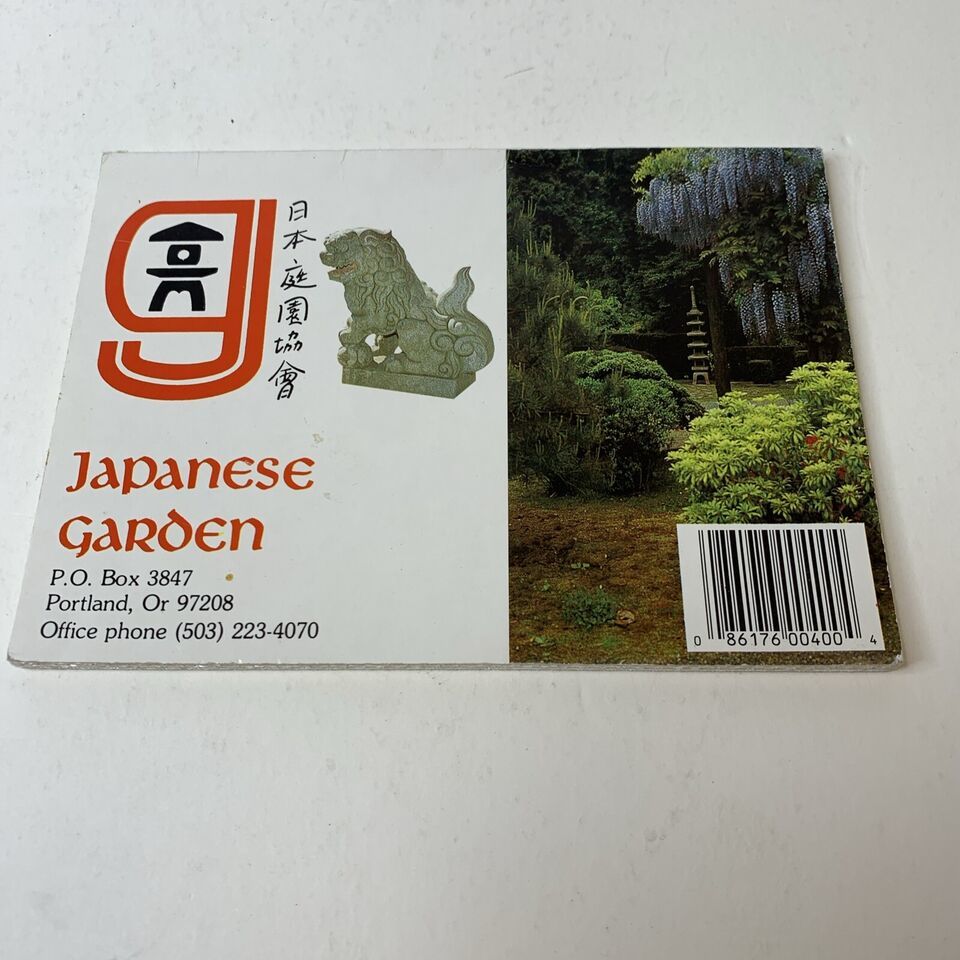 日本庭園協會
Japanese
Garden
P.O. Box 3847
Portland, Or 97208
Office phone (503) 223-4070
0 86176 00400 4